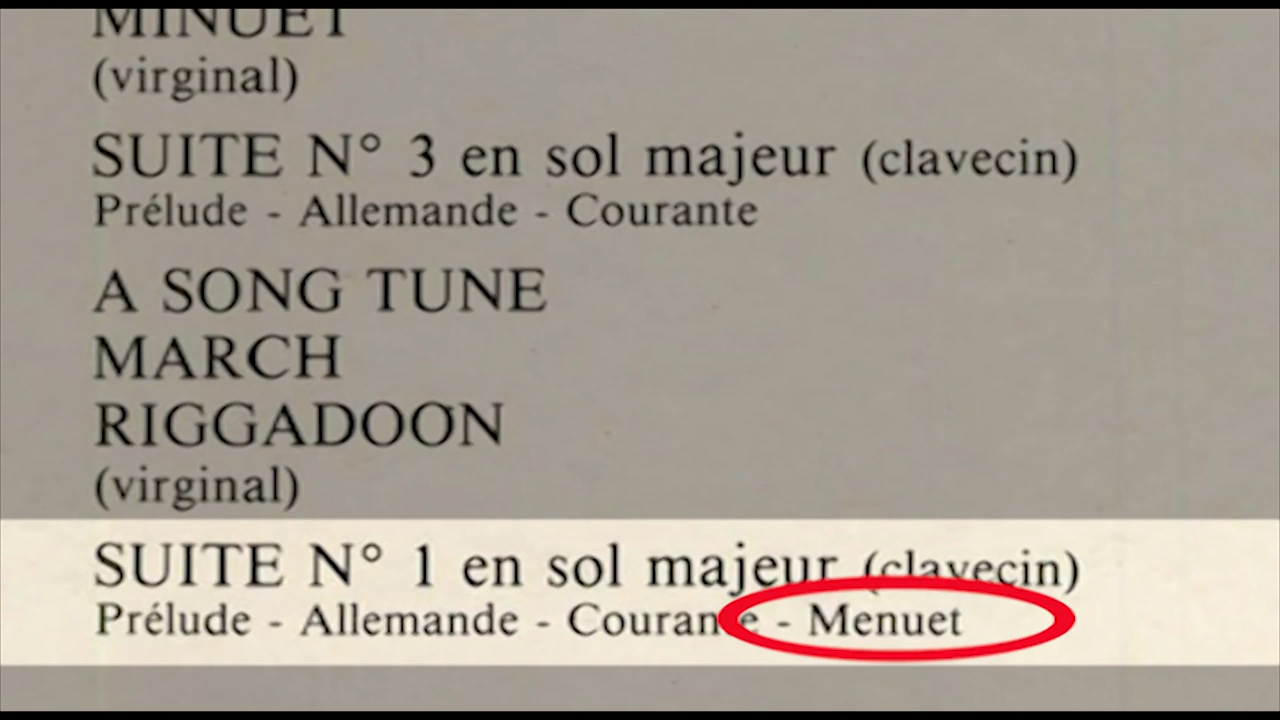 MINUET
(virginal)
SUITE N° 3 en sol majeur (clavecin)
Prélude - Allemande - Courante
A SONG TUNE
MARCH
RIGGADOON
(virginal)
SUITE N° 1 en sol majeur (clavecin)
Prélude - Allemande - Courante - Menuet